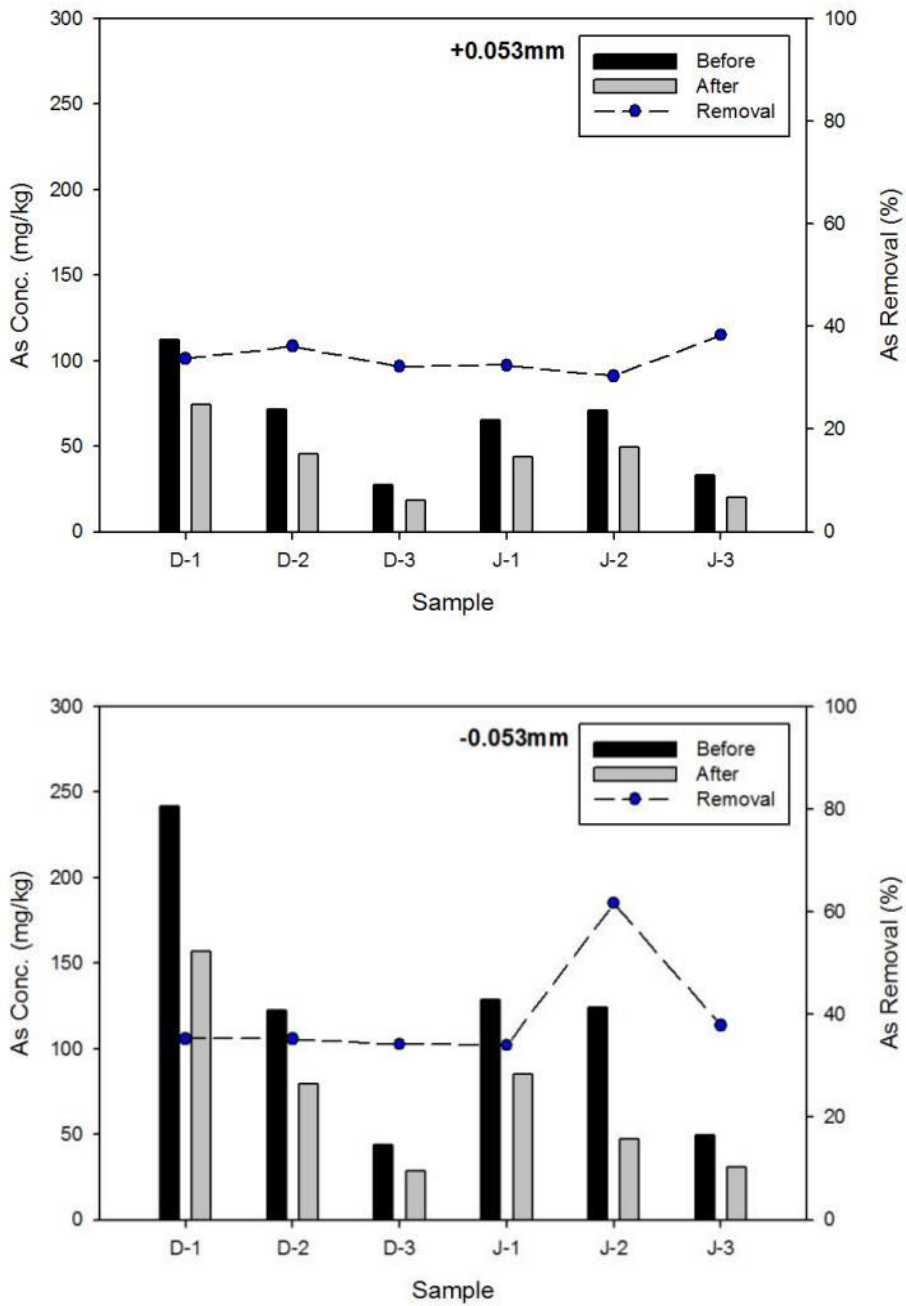 +0.053mm
Before
After
Removal
As Conc. (mg/kg)
300
250
200
150
100
50
0
As Removal (%)
100
80
60
40
20
0
D-1 D-2 D-3 J-1 J-2 J-3
Sample
-0.053mm
Before
After
Removal
As Conc. (mg/kg)
300
250
200
150
100
50
0
As Removal (%)
100
80
60
40
20
0
D-1 D-2 D-3 J-1 J-2 J-3
Sample